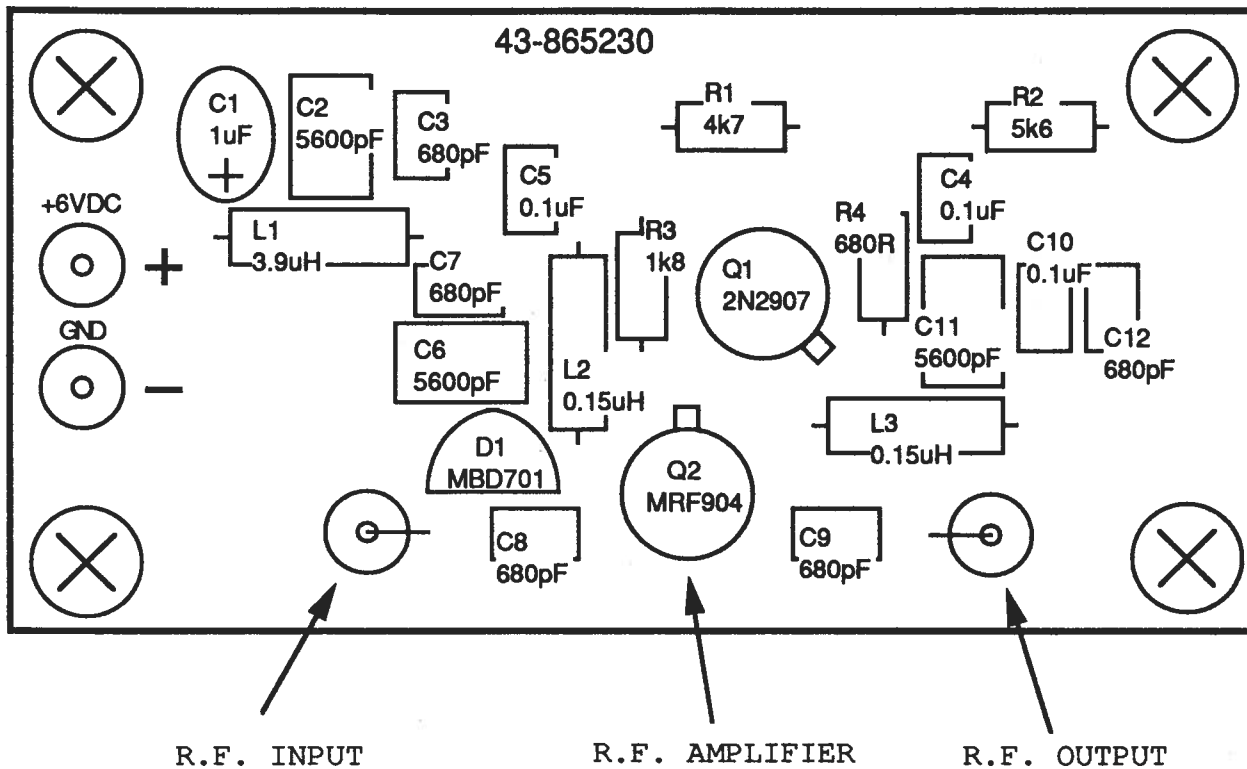 43-865230
C1
1uF
+
C2
5600pF
C3
680pF
C5
0.1uF
R1
4k7
R2
5k6
C4
0.1uF
+6VDC
+
GND
−
L1
3.9uH
C7
680pF
C6
5600pF
R3
1k8
L2
0.15uH
Q1
2N2907
R4
680R
C10
0.1uF
C11
5600pF
C12
680pF
L3
0.15uH
D1
MBD701
Q2
MRF904
C8
680pF
C9
680pF
R.F. INPUT
R.F. AMPLIFIER
R.F. OUTPUT